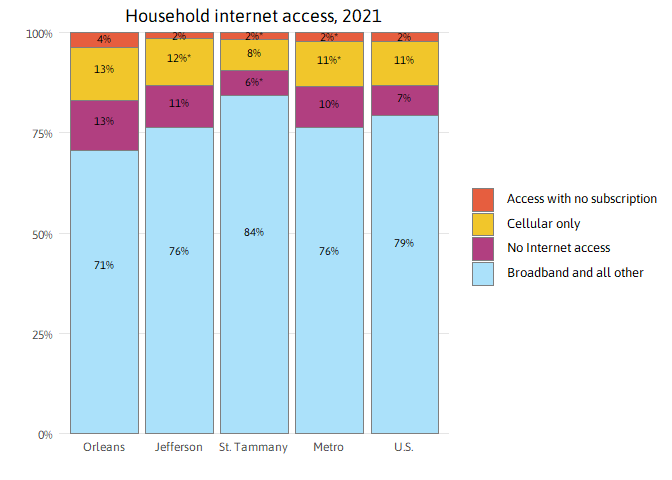 Household internet access, 2021
100%
75%
50%
25%
0%
4%
13%
13%
71%
2%
12%*
11%
76%
2%*
8%
6%*
84%
2%*
11%*
10%
76%
2%
11%
7%
79%
Orleans
Jefferson
St. Tammany
Metro
U.S.
Access with no subscription
Cellular only
No Internet access
Broadband and all other